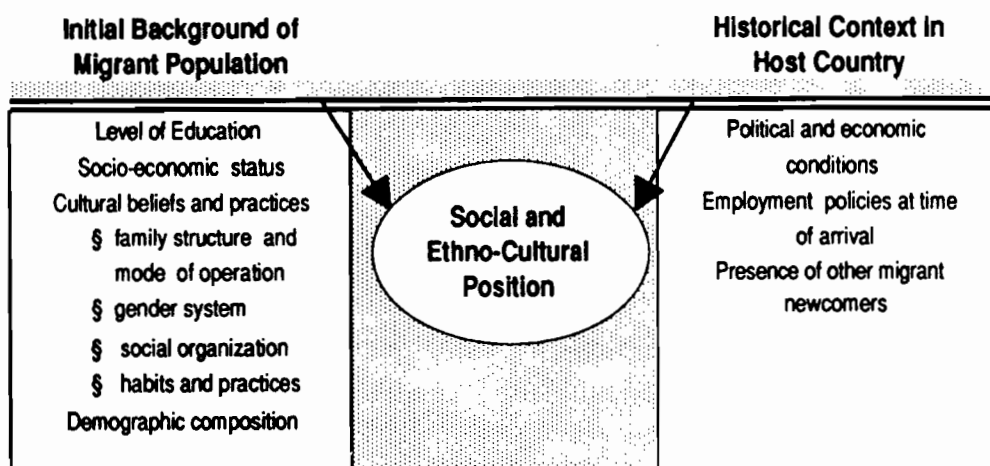 Initial Background of
Migrant Population
Historical Context in
Host Country
Level of Education
Socio-economic status
Cultural beliefs and practices
§ family structure and
mode of operation
§ gender system
§ social organization
§ habits and practices
Demographic composition
Social and
Ethno-Cultural
Position
Political and economic
conditions
Employment policies at time
of arrival
Presence of other migrant
newcomers